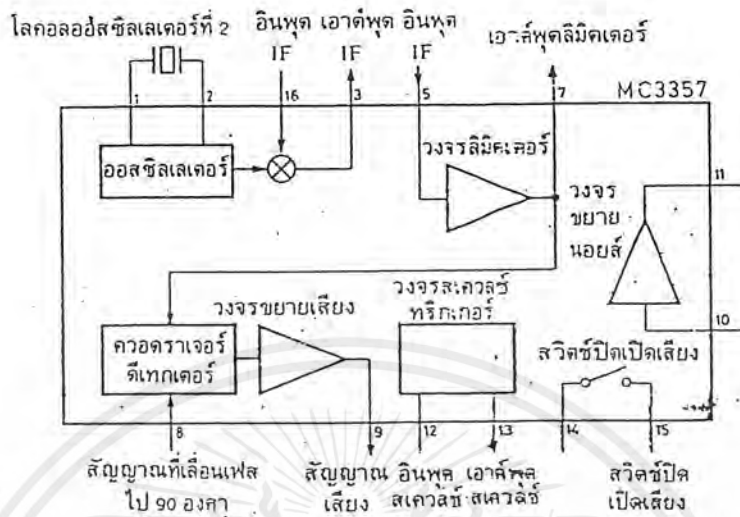 โลคอลออสซิลเลเตอร์ที่ 2
อินพุต เอาต์พุต อินพุต
IF IF IF
เอาต์พุตลิมิตเตอร์
1 2 16 3 5 7
MC3357
ออสซิลเลเตอร์
วงจรลิมิตเตอร์
11
วงจร
ขยาย
นอยส์
10
วงจรขยายเสียง
วงจรสเควลช์
ทริกเกอร์
ควอดราเจอร์
ดีเทกเตอร์
สวิตช์ปิดเปิดเสียง
8 9 12 13 14 15
สัญญาณที่เลื่อนเฟส
ไป 90 องศา
สัญญาณ
เสียง
อินพุต
สเควลช์
เอาต์พุต
สเควลช์
สวิตช์ปิด
เปิดเสียง